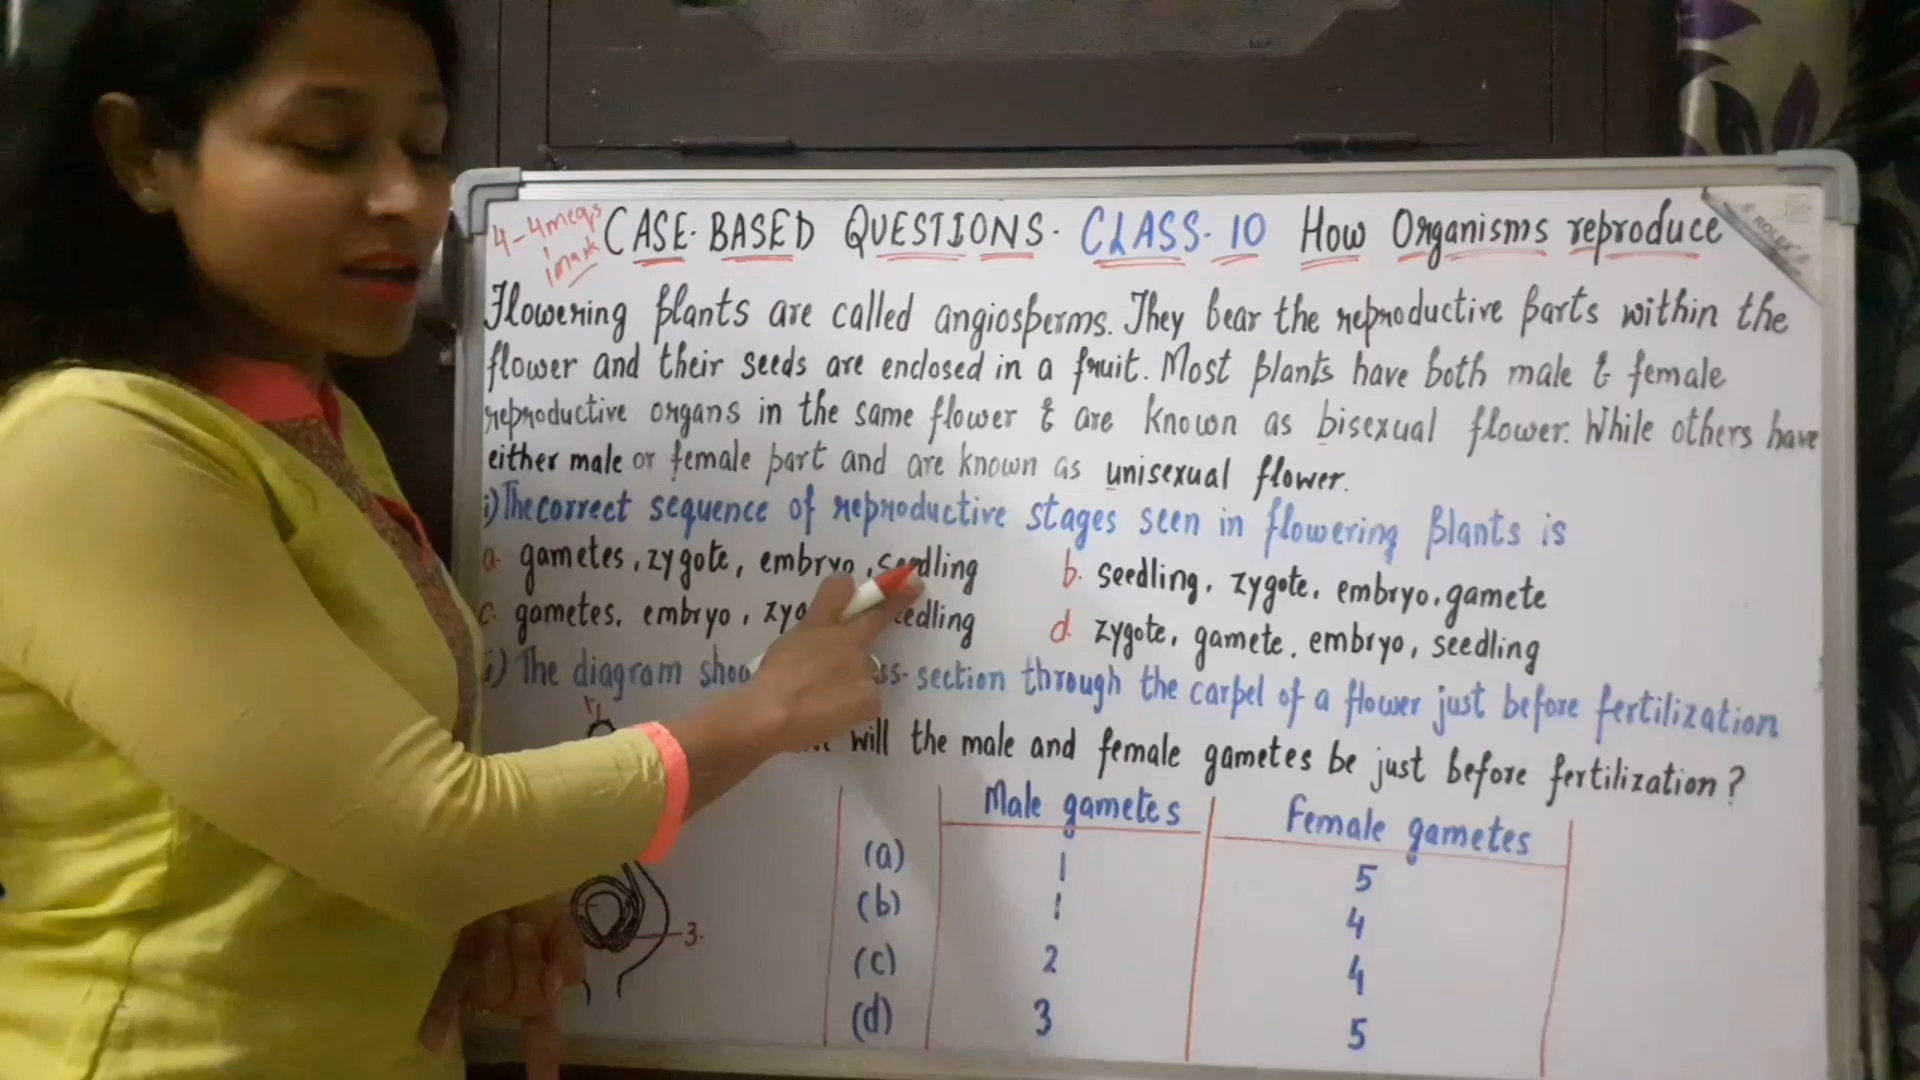 4-4mcqs
1mark
CASE-BASED QUESTIONS- CLASS-10 How Organisms reproduce
ROLEX
Flowering plants are called angiosperms. They bear the reproductive parts within the
flower and their seeds are enclosed in a fruit. Most plants have both male & female
reproductive organs in the same flower & are known as bisexual flower. While others have
either male or female part and are known as unisexual flower.
i) The correct sequence of reproductive stages seen in flowering plants is
a. gametes, zygote, embryo, seedling b. seedling, zygote, embryo, gamete
c. gametes, embryo, d. zygote, gamete, embryo, seedling
ii) The diagram section through the carpel of a flower just before fertilization
will the male and female gametes be just before fertilization?
Male gametes Female gametes
(a) 1 5
(b) 1 4
(c) 2 4
(d) 3 5
1
3.